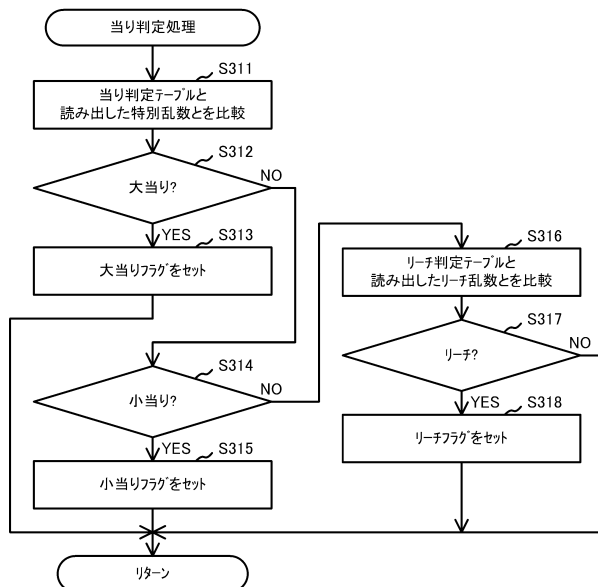 当り判定処理
S311
当り判定テーブルと
読み出した特別乱数とを比較
S312
大当り?
NO
YES
S313
大当りフラグをセット
S314
小当り?
NO
YES
S315
小当りフラグをセット
S316
リーチ判定テーブルと
読み出したリーチ乱数とを比較
S317
リーチ?
NO
YES
S318
リーチフラグをセット
リターン